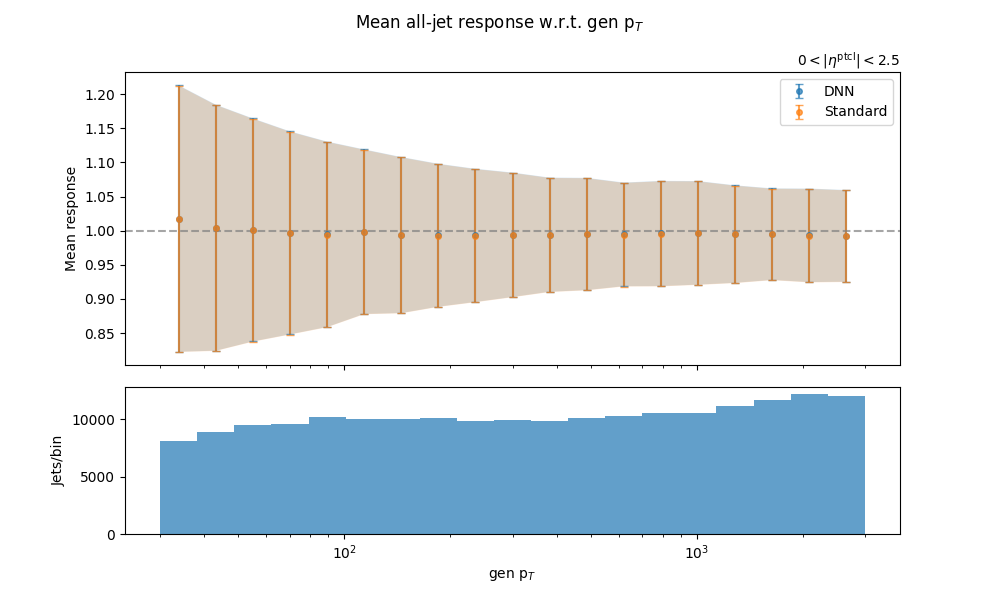 Mean all-jet response w.r.t. gen p_T
0 < |η^ptcl| < 2.5
DNN
Standard
1.20
1.15
1.10
1.05
1.00
0.95
0.90
0.85
Mean response
10000
5000
0
Jets/bin
10^2
10^3
gen p_T